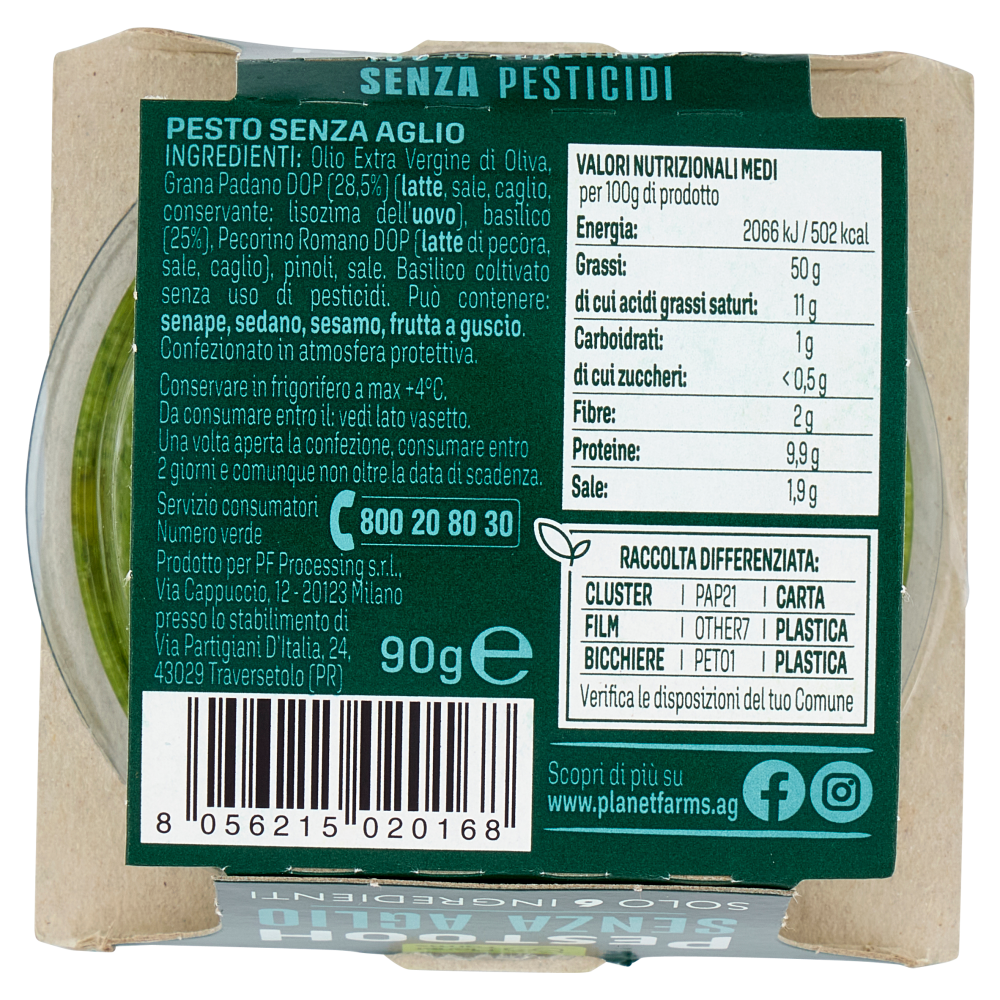 SENZA PESTICIDI
PESTO SENZA AGLIO
INGREDIENTI: Olio Extra Vergine di Oliva,
Grana Padano DOP (28,5%) (latte, sale, caglio,
conservante: lisozima dell'uovo), basilico
(25%), Pecorino Romano DOP (latte di pecora,
sale, caglio), pinoli, sale. Basilico coltivato
senza uso di pesticidi. Può contenere:
senape, sedano, sesamo, frutta a guscio.
Confezionato in atmosfera protettiva.
Conservare in frigorifero a max +4°C.
Da consumare entro il: vedi lato vasetto.
Una volta aperta la confezione, consumare entro
2 giorni e comunque non oltre la data di scadenza.
Servizio consumatori
Numero verde
800 20 80 30
Prodotto per PF Processing s.r.l.,
Via Cappuccio, 12 - 20123 Milano
presso lo stabilimento di
Via Partigiani D'Italia, 24,
43029 Traversetolo (PR)
90g e
8 056215 020168
VALORI NUTRIZIONALI MEDI
per 100g di prodotto
Energia: 2066 kJ / 502 kcal
Grassi: 50 g
di cui acidi grassi saturi: 11 g
Carboidrati: 1 g
di cui zuccheri: <0,5 g
Fibre: 2 g
Proteine: 9,9 g
Sale: 1,9 g
RACCOLTA DIFFERENZIATA:
CLUSTER | PAP21 | CARTA
FILM | OTHER7 | PLASTICA
BICCHIERE | PET01 | PLASTICA
Verifica le disposizioni del tuo Comune
Scopri di più su
www.planetfarms.ag
SOLO 6 INGREDIENTI
SENZA AGLIO
PESTOOOH